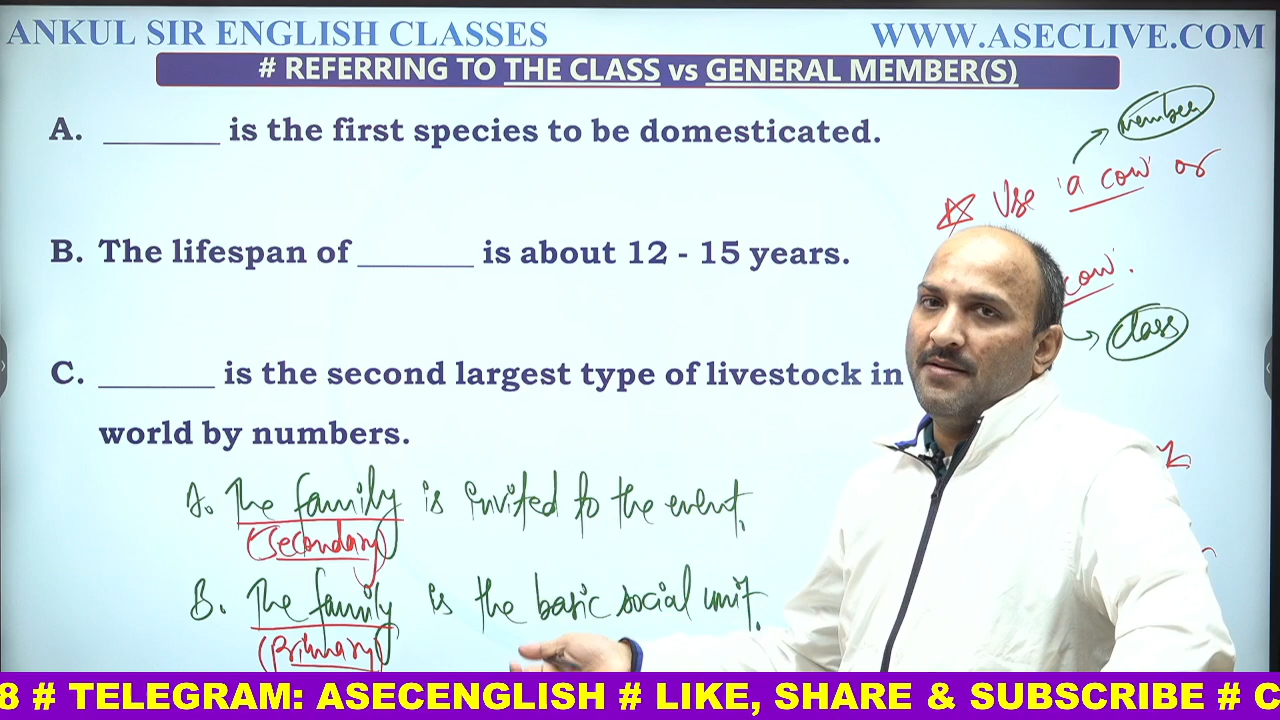 ANKUL SIR ENGLISH CLASSES
WWW.ASECLIVE.COM
# REFERRING TO THE CLASS vs GENERAL MEMBER(S)
A. _______ is the first species to be domesticated.
member
Use 'a cow' or
B. The lifespan of _______ is about 12 - 15 years.
cow'.
class
C. _______ is the second largest type of livestock in
world by numbers.
A. The family is invited to the event.
(Secondary)
B. The family is the basic social unit.
(Primary)
8 # TELEGRAM: ASECENGLISH # LIKE, SHARE & SUBSCRIBE # C